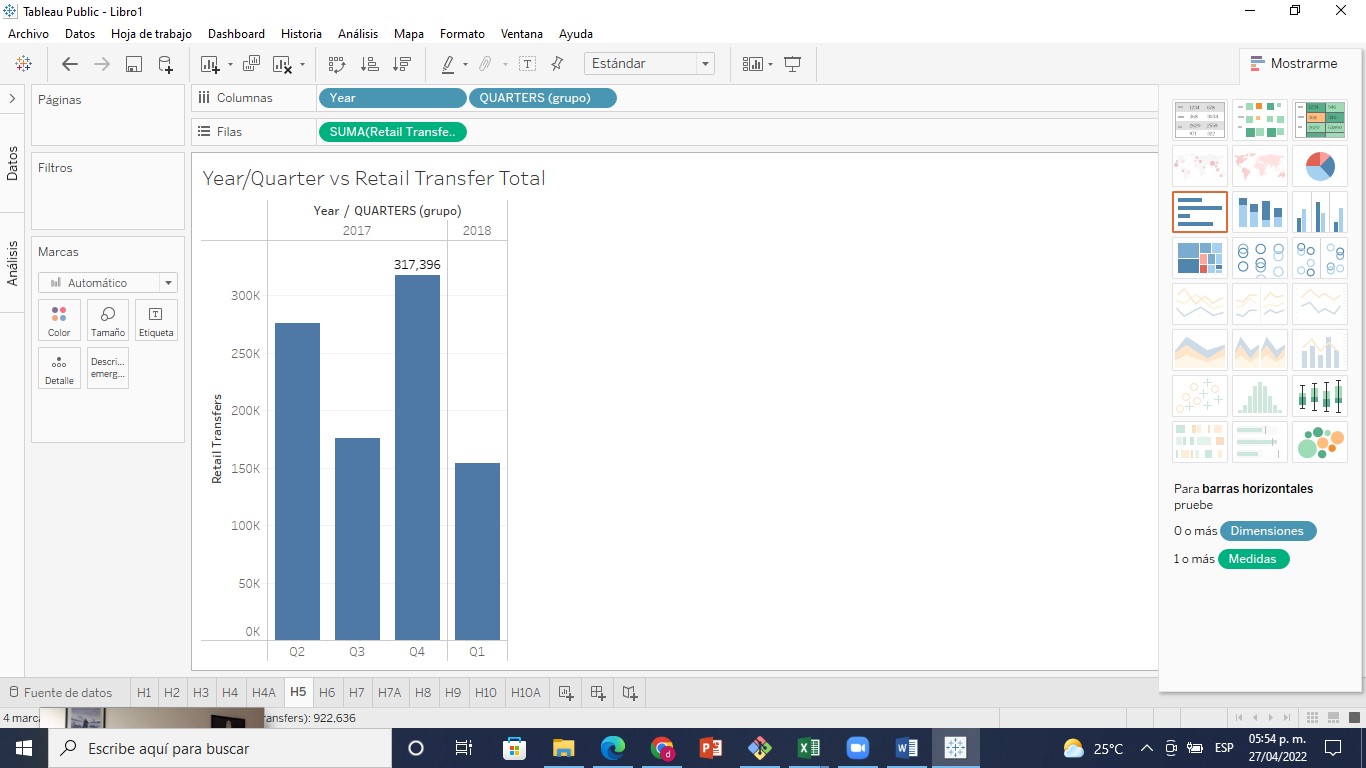 Tableau Public - Libro1
Archivo Datos Hoja de trabajo Dashboard Historia Análisis Mapa Formato Ventana Ayuda
Estándar
Mostrarme
Páginas
Columnas Year QUARTERS (grupo)
Filas SUMA(Retail Transfe..
Datos
Análisis
Filtros
Marcas
Automático
Color Tamaño Etiqueta
Detalle Descri... emerg...
Year/Quarter vs Retail Transfer Total
Year / QUARTERS (grupo)
2017 2018
317,396
300K
250K
200K
150K
100K
50K
0K
Retail Transfers
Q2 Q3 Q4 Q1
Para barras horizontales
pruebe
0 o más Dimensiones
1 o más Medidas
Fuente de datos H1 H2 H3 H4 H4A H5 H6 H7 H7A H8 H9 H10 H10A
4 marc ansfers): 922,636
Escribe aquí para buscar
25°C ESP 05:54 p. m.
27/04/2022